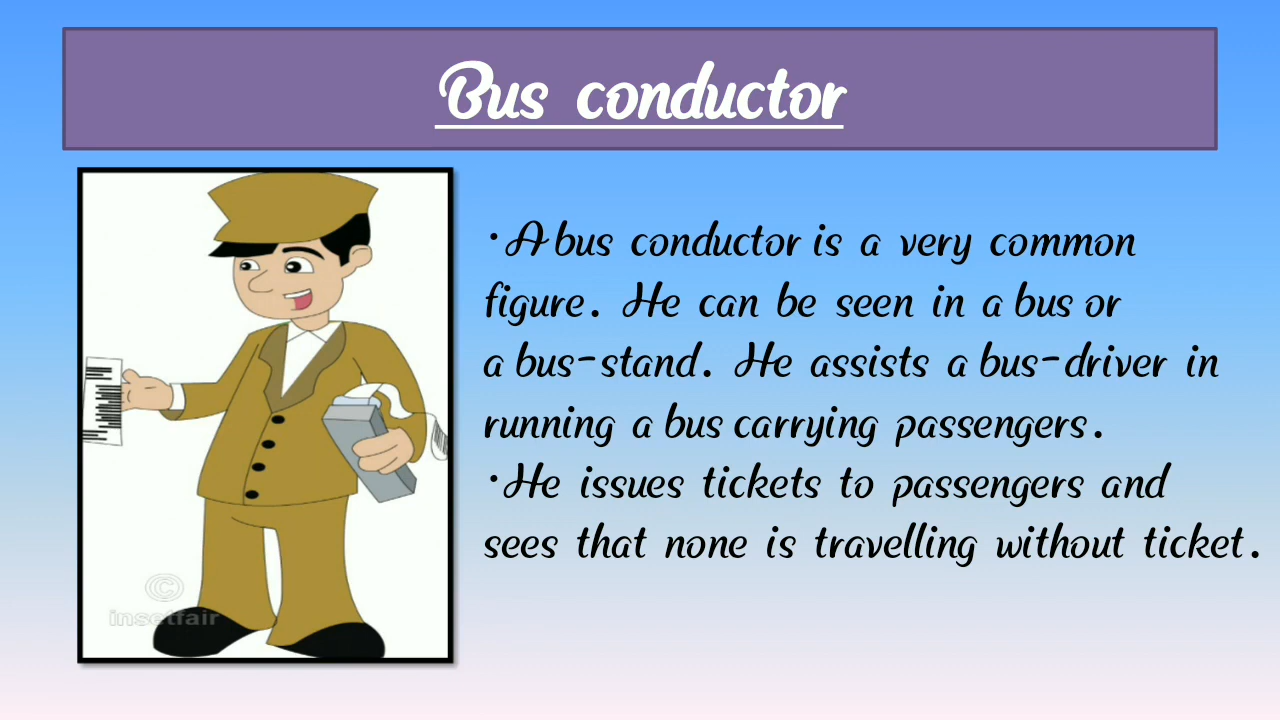 Bus conductor
•A bus conductor is a very common
figure. He can be seen in a bus or
a bus-stand. He assists a bus-driver in
running a bus carrying passengers.
•He issues tickets to passengers and
sees that none is travelling without ticket.
©
insetfair